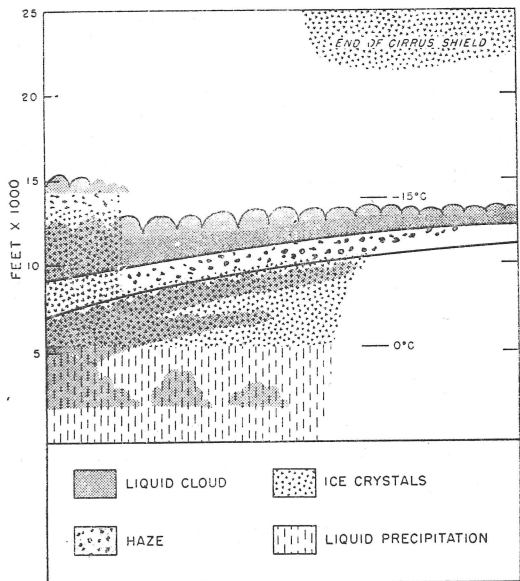 25
END OF CIRRUS SHIELD
20
15
-15°C
FEET X 1000
10
5
0°C
LIQUID CLOUD
ICE CRYSTALS
HAZE
LIQUID PRECIPITATION